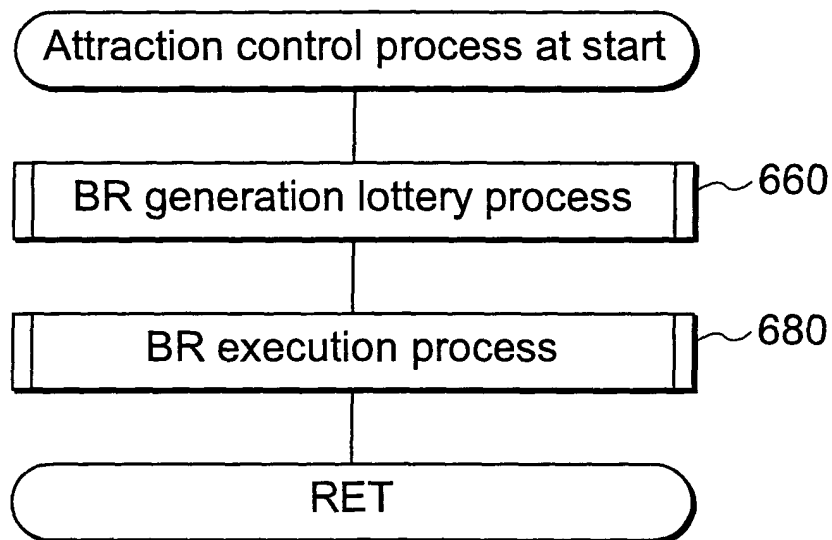 Attraction control process at start
BR generation lottery process
660
BR execution process
680
RET